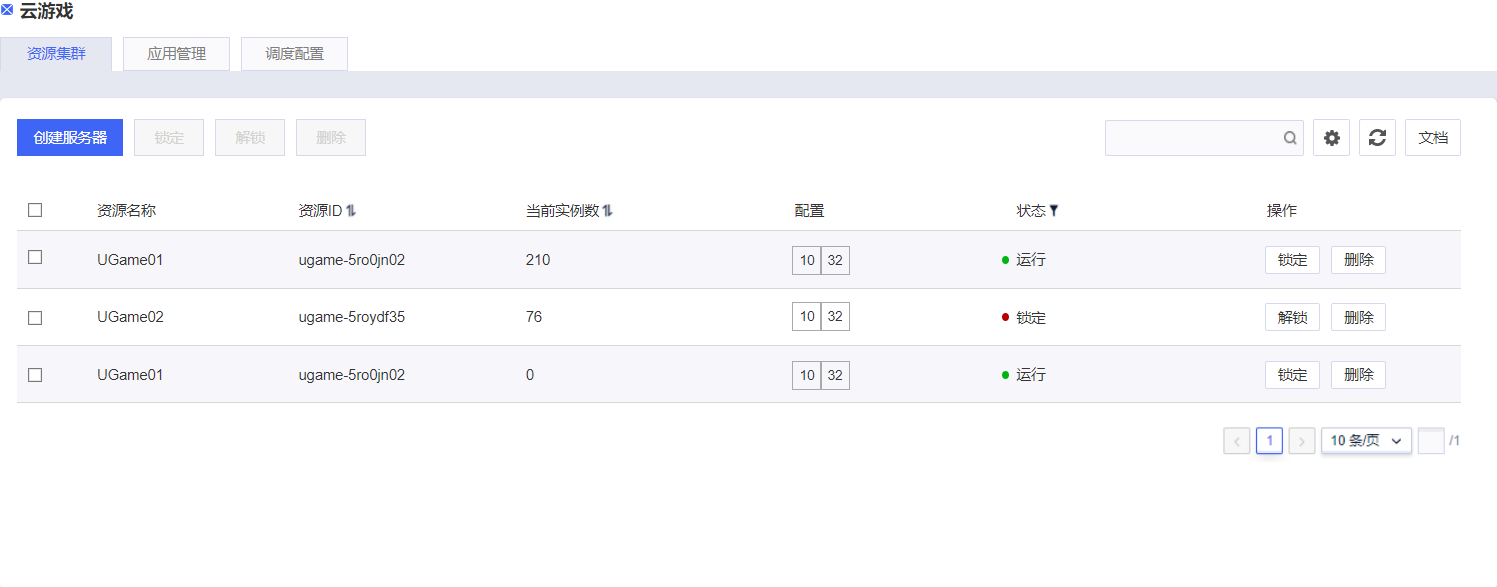 云游戏
资源集群 应用管理 调度配置
创建服务器 锁定 解锁 删除 文档
资源名称 资源ID 当前实例数 配置 状态 操作
UGame01 ugame-5ro0jn02 210 10 32 运行 锁定 删除
UGame02 ugame-5roydf35 76 10 32 锁定 解锁 删除
UGame01 ugame-5ro0jn02 0 10 32 运行 锁定 删除
1 10 条/页 /1